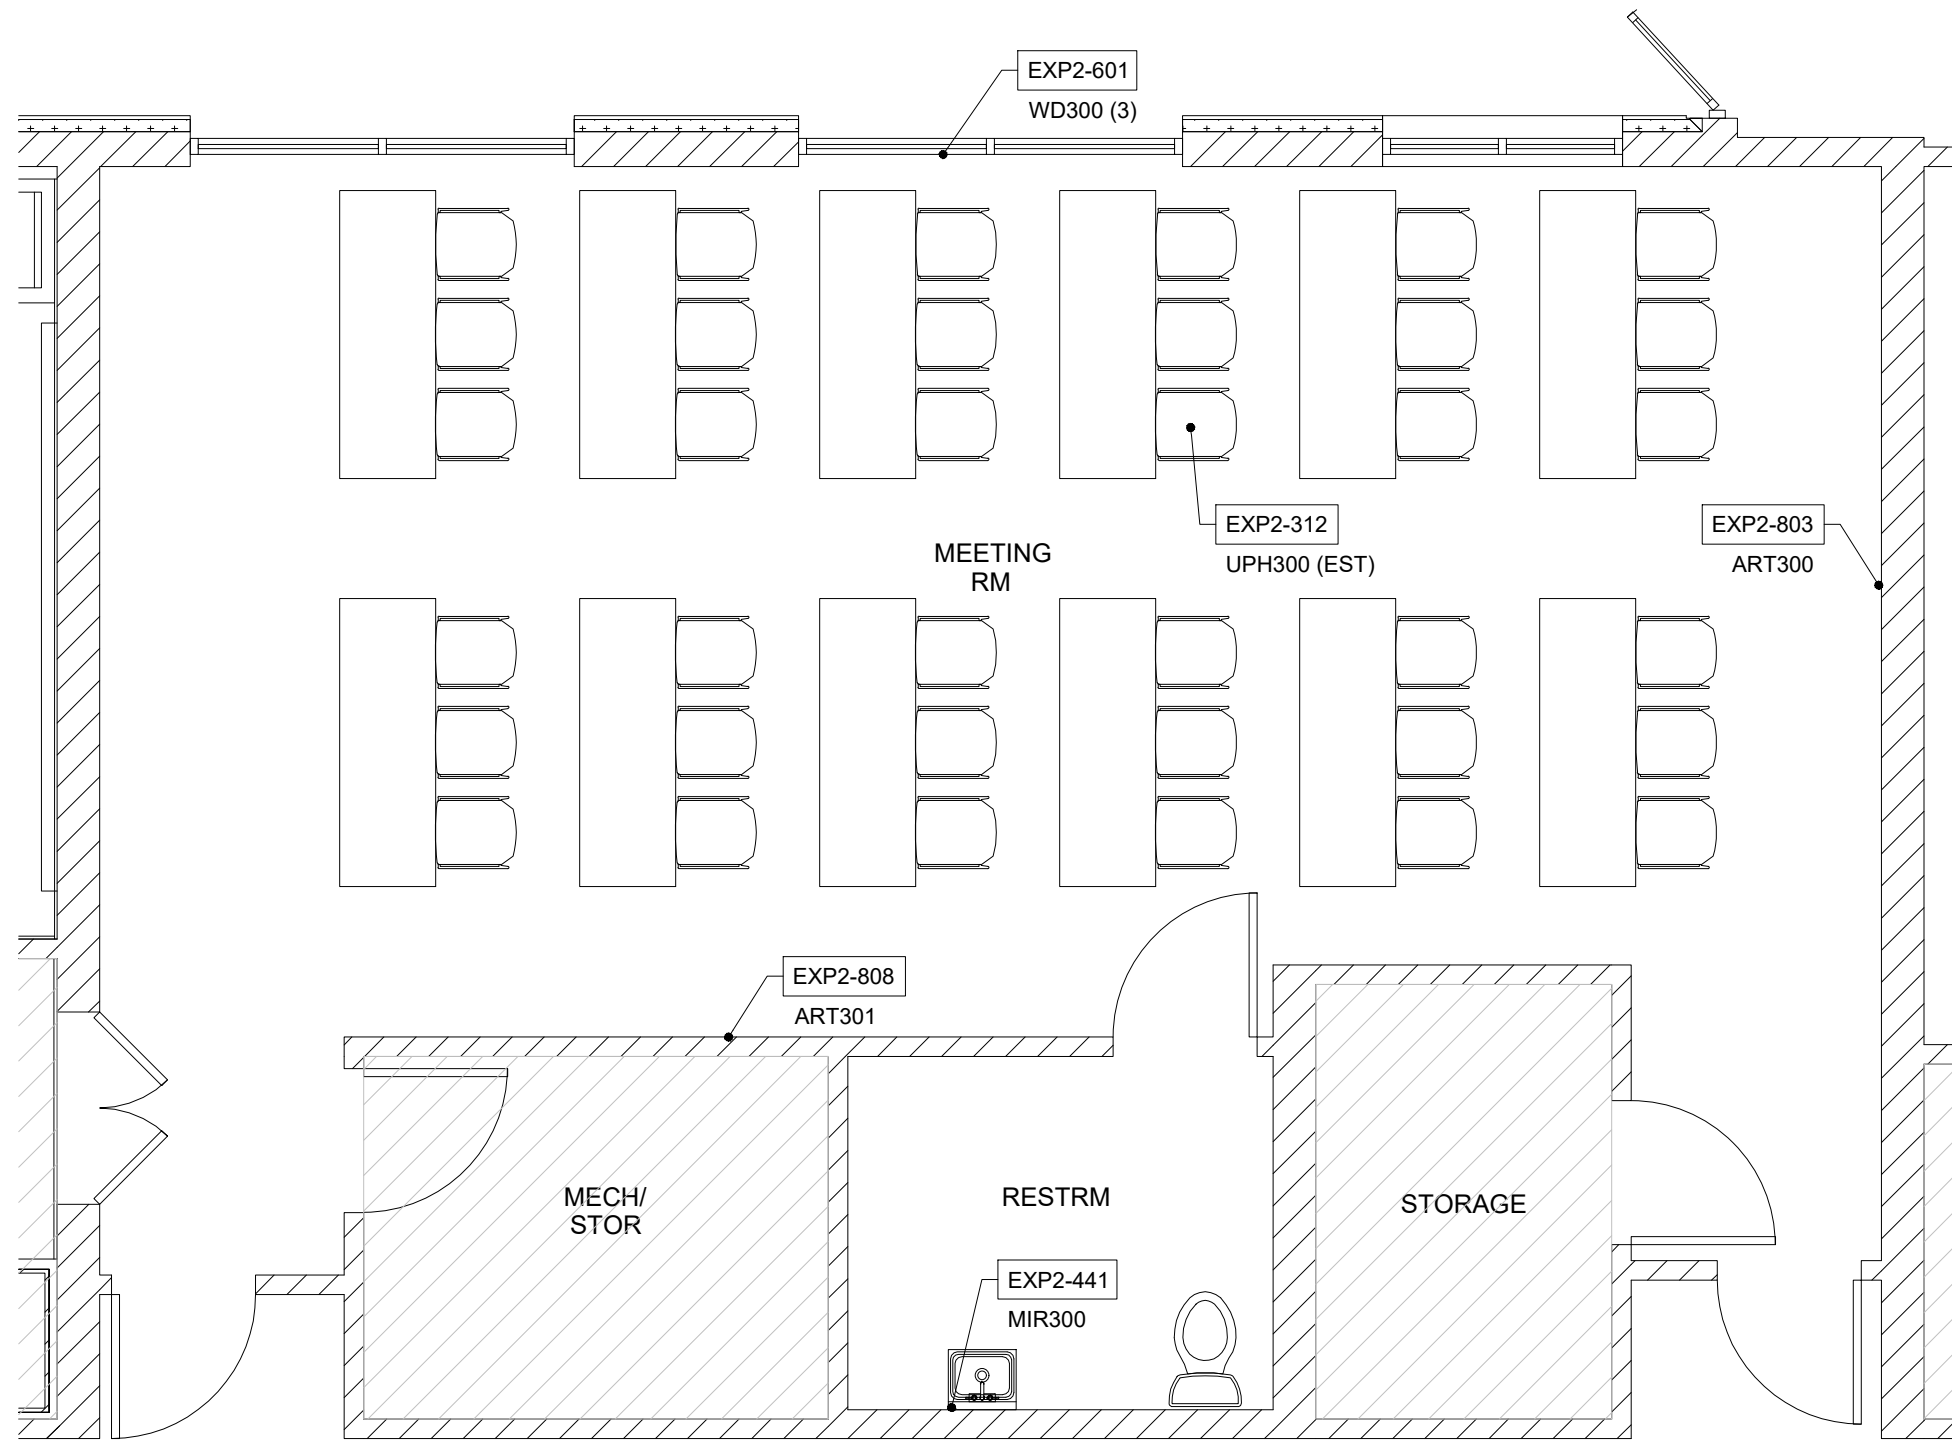 EXP2-601
WD300 (3)
EXP2-312
UPH300 (EST)
EXP2-803
ART300
MEETING
RM
EXP2-808
ART301
MECH/
STOR
RESTRM
STORAGE
EXP2-441
MIR300